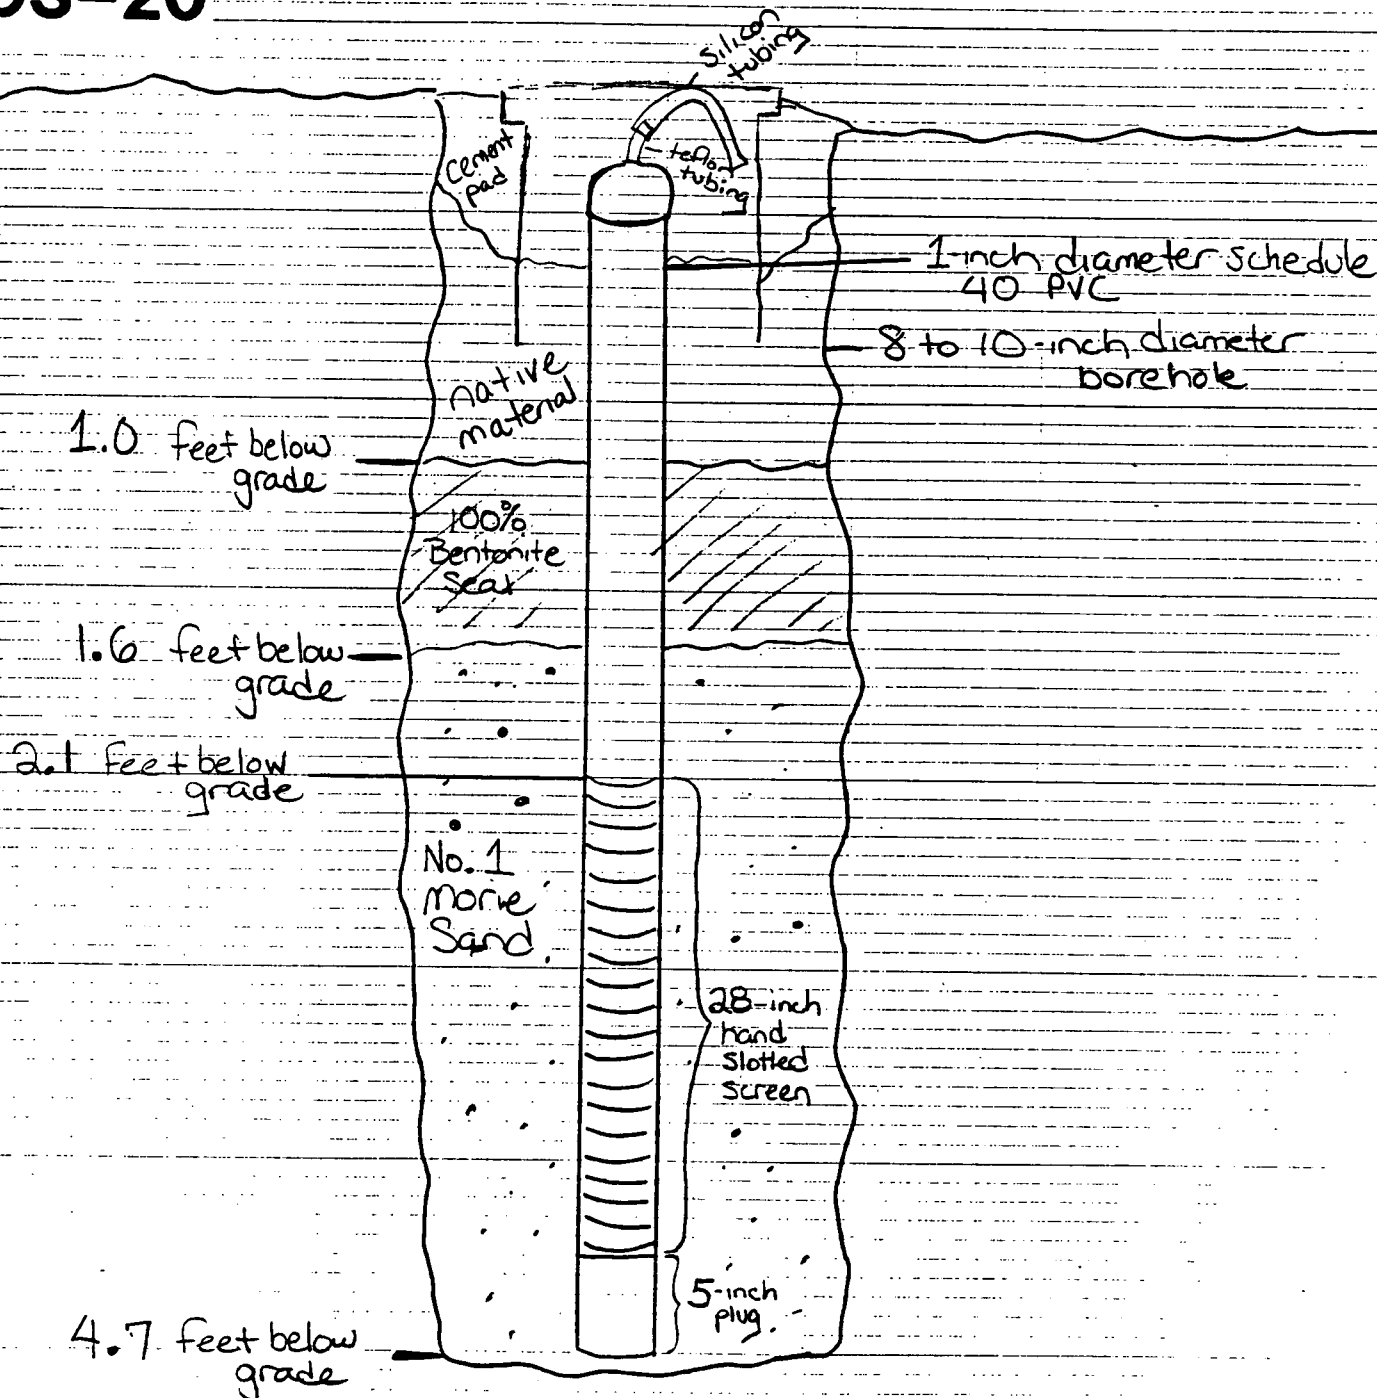 silicon
tubing
teflon
tubing
Cement
pad
1-inch diameter schedule
40 PVC
8 to 10-inch diameter
borehole
native
material
1.0 feet below
grade
100%
Bentonite
Seal
1.6 feet below
grade
2.1 feet below
grade
No. 1
Morie
Sand
28-inch
hand
slotted
screen
5-inch
plug
4.7 feet below
grade